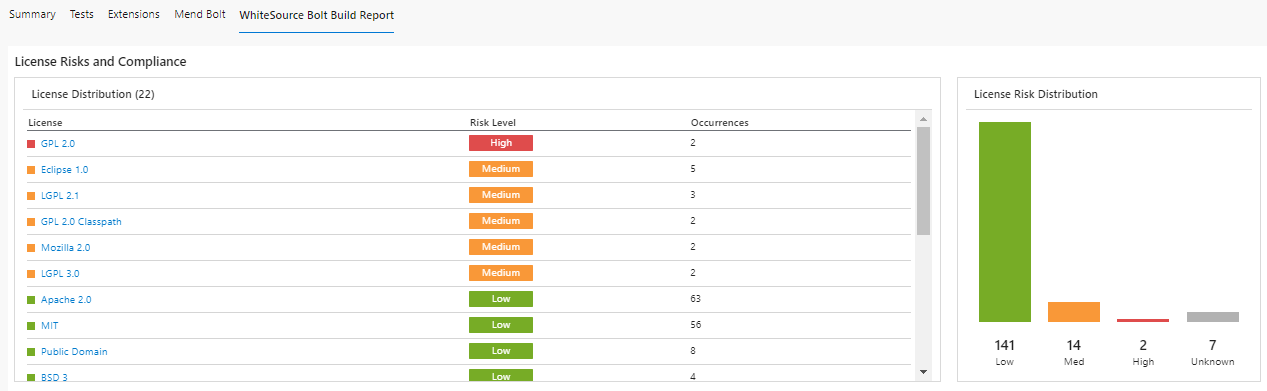 Summary Tests Extensions Mend Bolt WhiteSource Bolt Build Report
License Risks and Compliance
License Distribution (22)
License Risk Level Occurrences
GPL 2.0 High 2
Eclipse 1.0 Medium 5
LGPL 2.1 Medium 3
GPL 2.0 Classpath Medium 2
Mozilla 2.0 Medium 2
LGPL 3.0 Medium 2
Apache 2.0 Low 63
MIT Low 56
Public Domain Low 8
BSD 3 Low 4
License Risk Distribution
141 14 2 7
Low Med High Unknown